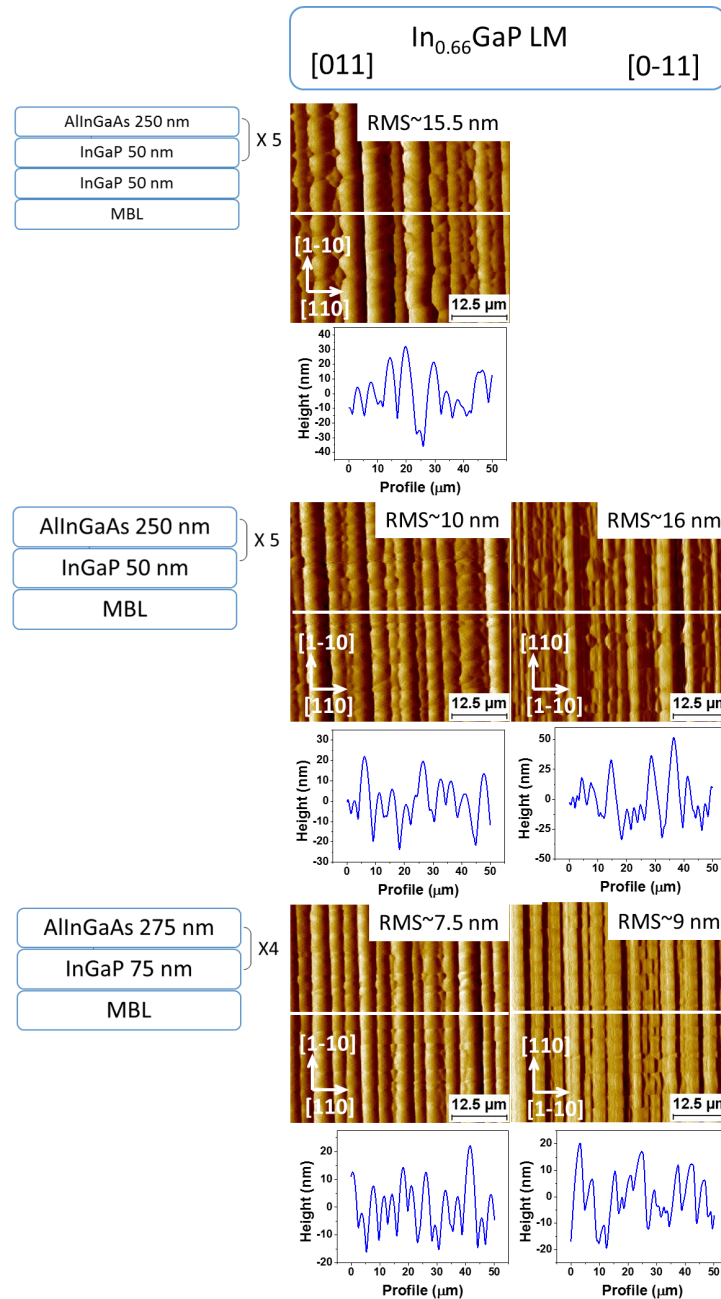 In0.66GaP LM
[011] [0-11]
AlInGaAs 250 nm
InGaP 50 nm
X 5
InGaP 50 nm
MBL
RMS~15.5 nm
[1-10]
[110]
12.5 µm
40
30
20
10
0
-10
-20
-30
-40
Height (nm)
0 10 20 30 40 50
Profile (µm)
AlInGaAs 250 nm
X 5
InGaP 50 nm
MBL
RMS~10 nm
[1-10]
[110]
12.5 µm
RMS~16 nm
[110]
[1-10]
12.5 µm
30
20
10
0
-10
-20
-30
Height (nm)
0 10 20 30 40 50
Profile (µm)
50
25
0
-25
-50
Height (nm)
0 10 20 30 40 50
Profile (µm)
AlInGaAs 275 nm
X4
InGaP 75 nm
MBL
RMS~7.5 nm
[1-10]
[110]
12.5 µm
RMS~9 nm
[110]
[1-10]
12.5 µm
20
10
0
-10
-20
Height (nm)
0 10 20 30 40 50
Profile (µm)
20
10
0
-10
-20
Height (nm)
0 10 20 30 40 50
Profile (µm)